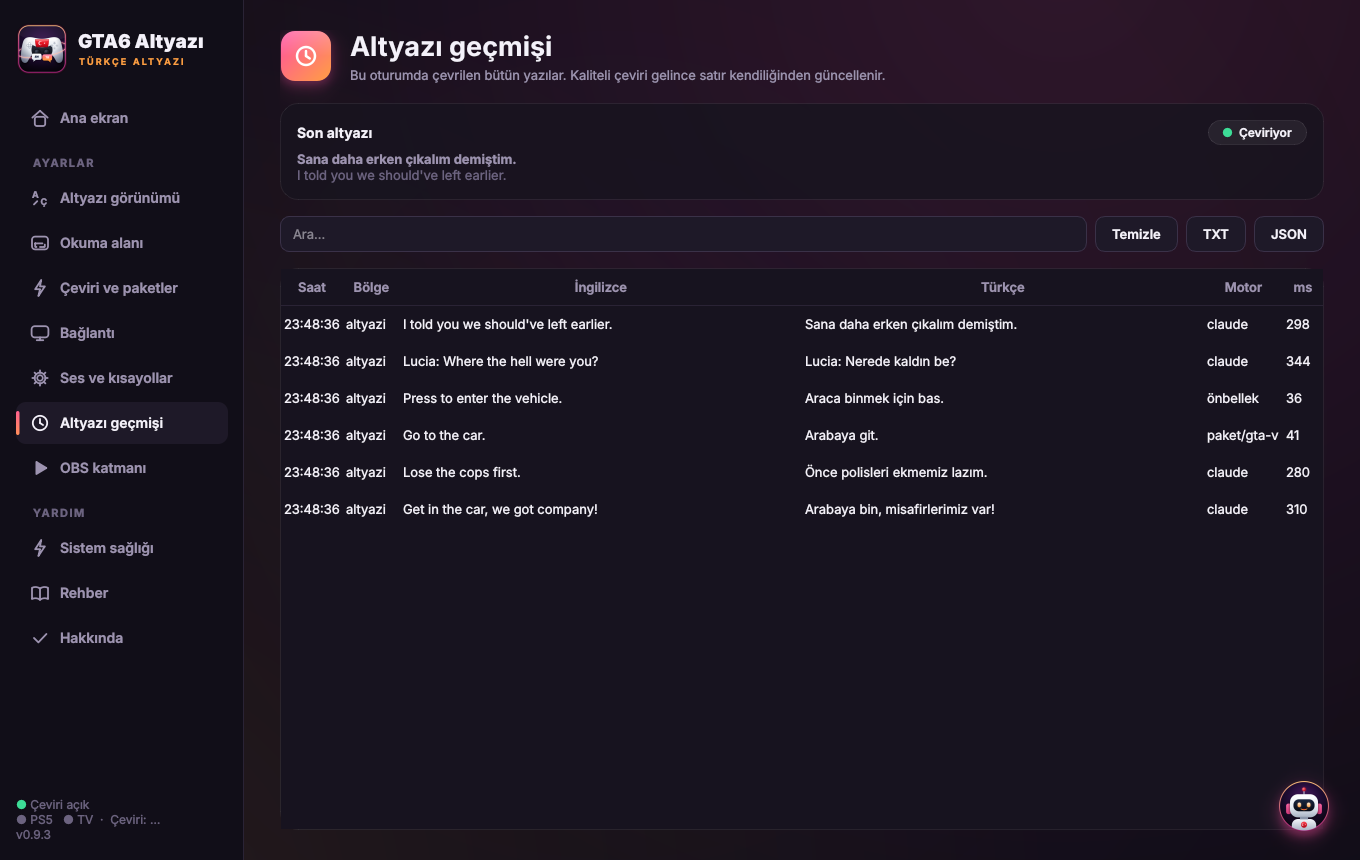 GTA6 Altyazı
TÜRKÇE ALTYAZI
Ana ekran
AYARLAR
Altyazı görünümü
Okuma alanı
Çeviri ve paketler
Bağlantı
Ses ve kısayollar
Altyazı geçmişi
OBS katmanı
YARDIM
Sistem sağlığı
Rehber
Hakkında
Çeviri açık
PS5 TV · Çeviri: ...
v0.9.3
Altyazı geçmişi
Bu oturumda çevrilen bütün yazılar. Kaliteli çeviri gelince satır kendiliğinden güncellenir.
Son altyazı
Çeviriyor
Sana daha erken çıkalım demiştim.
I told you we should've left earlier.
Ara...
Temizle TXT JSON
Saat Bölge İngilizce Türkçe Motor ms
23:48:36 altyazi I told you we should've left earlier. Sana daha erken çıkalım demiştim. claude 298
23:48:36 altyazi Lucia: Where the hell were you? Lucia: Nerede kaldın be? claude 344
23:48:36 altyazi Press to enter the vehicle. Araca binmek için bas. önbellek 36
23:48:36 altyazi Go to the car. Arabaya git. paket/gta-v 41
23:48:36 altyazi Lose the cops first. Önce polisleri ekmemiz lazım. claude 280
23:48:36 altyazi Get in the car, we got company! Arabaya bin, misafirlerimiz var! claude 310